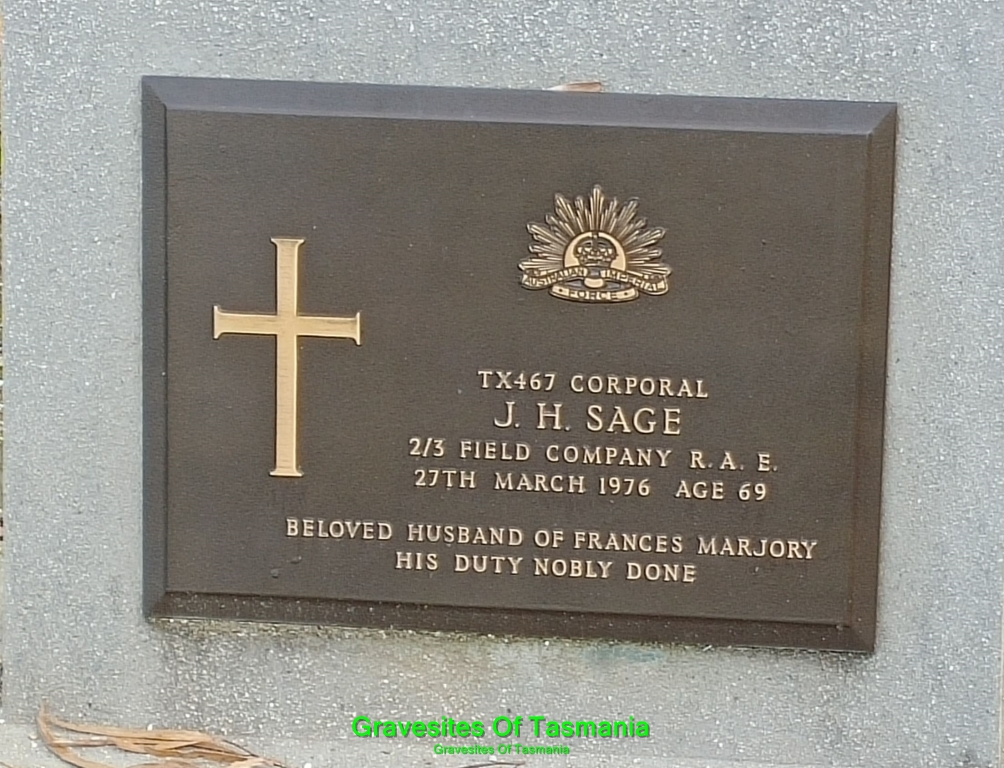 AUSTRALIAN IMPERIAL
FORCE
TX467 CORPORAL
J. H. SAGE
2/3 FIELD COMPANY R. A. E.
27TH MARCH 1976 AGE 69
BELOVED HUSBAND OF FRANCES MARJORY
HIS DUTY NOBLY DONE
Gravesites Of Tasmania
Gravesites Of Tasmania